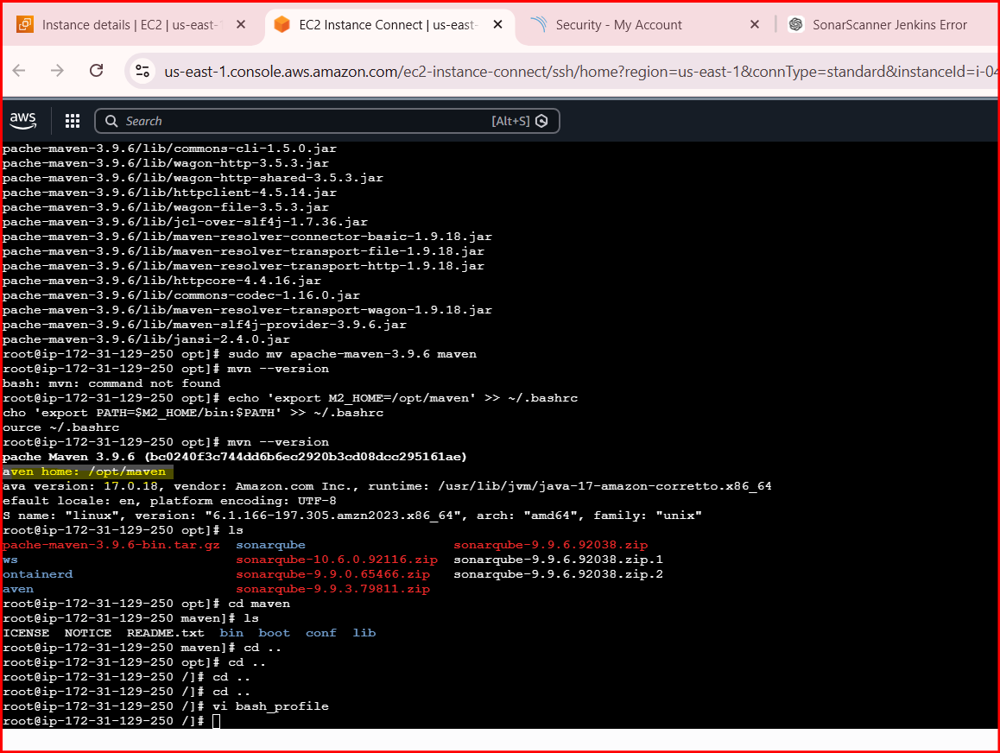 Instance details | EC2 | us-east-
EC2 Instance Connect | us-east-
Security - My Account
SonarScanner Jenkins Error
us-east-1.console.aws.amazon.com/ec2-instance-connect/ssh/home?region=us-east-1&connType=standard&instanceId=i-04
aws
Search
[Alt+S]
pache-maven-3.9.6/lib/commons-cli-1.5.0.jar
pache-maven-3.9.6/lib/wagon-http-3.5.3.jar
pache-maven-3.9.6/lib/wagon-http-shared-3.5.3.jar
pache-maven-3.9.6/lib/httpclient-4.5.14.jar
pache-maven-3.9.6/lib/wagon-file-3.5.3.jar
pache-maven-3.9.6/lib/jcl-over-slf4j-1.7.36.jar
pache-maven-3.9.6/lib/maven-resolver-connector-basic-1.9.18.jar
pache-maven-3.9.6/lib/maven-resolver-transport-file-1.9.18.jar
pache-maven-3.9.6/lib/maven-resolver-transport-http-1.9.18.jar
pache-maven-3.9.6/lib/httpcore-4.4.16.jar
pache-maven-3.9.6/lib/commons-codec-1.16.0.jar
pache-maven-3.9.6/lib/maven-resolver-transport-wagon-1.9.18.jar
pache-maven-3.9.6/lib/maven-slf4j-provider-3.9.6.jar
pache-maven-3.9.6/lib/jansi-2.4.0.jar
root@ip-172-31-129-250 opt]# sudo mv apache-maven-3.9.6 maven
root@ip-172-31-129-250 opt]# mvn --version
bash: mvn: command not found
root@ip-172-31-129-250 opt]# echo 'export M2_HOME=/opt/maven' >> ~/.bashrc
cho 'export PATH=$M2_HOME/bin:$PATH' >> ~/.bashrc
ource ~/.bashrc
root@ip-172-31-129-250 opt]# mvn --version
pache Maven 3.9.6 (bc0240f3c744dd6b6ec2920b3cd08dcc295161ae)
aven home: /opt/maven
ava version: 17.0.18, vendor: Amazon.com Inc., runtime: /usr/lib/jvm/java-17-amazon-corretto.x86_64
efault locale: en, platform encoding: UTF-8
S name: "linux", version: "6.1.166-197.305.amzn2023.x86_64", arch: "amd64", family: "unix"
root@ip-172-31-129-250 opt]# ls
pache-maven-3.9.6-bin.tar.gz sonarqube sonarqube-9.9.6.92038.zip
ws sonarqube-10.6.0.92116.zip sonarqube-9.9.6.92038.zip.1
ontainerd sonarqube-9.9.0.65466.zip sonarqube-9.9.6.92038.zip.2
aven sonarqube-9.9.3.79811.zip
root@ip-172-31-129-250 opt]# cd maven
root@ip-172-31-129-250 maven]# ls
ICENSE NOTICE README.txt bin boot conf lib
root@ip-172-31-129-250 maven]# cd ..
root@ip-172-31-129-250 opt]# cd ..
root@ip-172-31-129-250 /]# cd ..
root@ip-172-31-129-250 /]# cd ..
root@ip-172-31-129-250 /]# vi bash_profile
root@ip-172-31-129-250 /]#